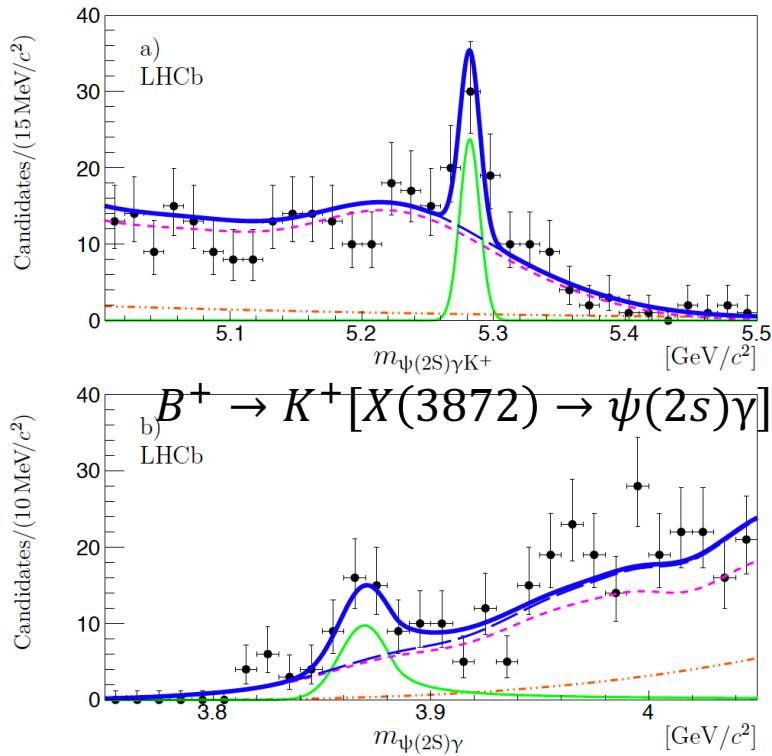 Candidates/(15 MeV/c²)
40
30
20
10
0
a)
LHCb
5.1 5.2 5.3 5.4 5.5
m_ψ(2S)γK⁺ [GeV/c²]
B⁺ → K⁺[X(3872) → ψ(2s)γ]
Candidates/(10 MeV/c²)
40
30
20
10
0
b)
LHCb
3.8 3.9 4
m_ψ(2S)γ [GeV/c²]